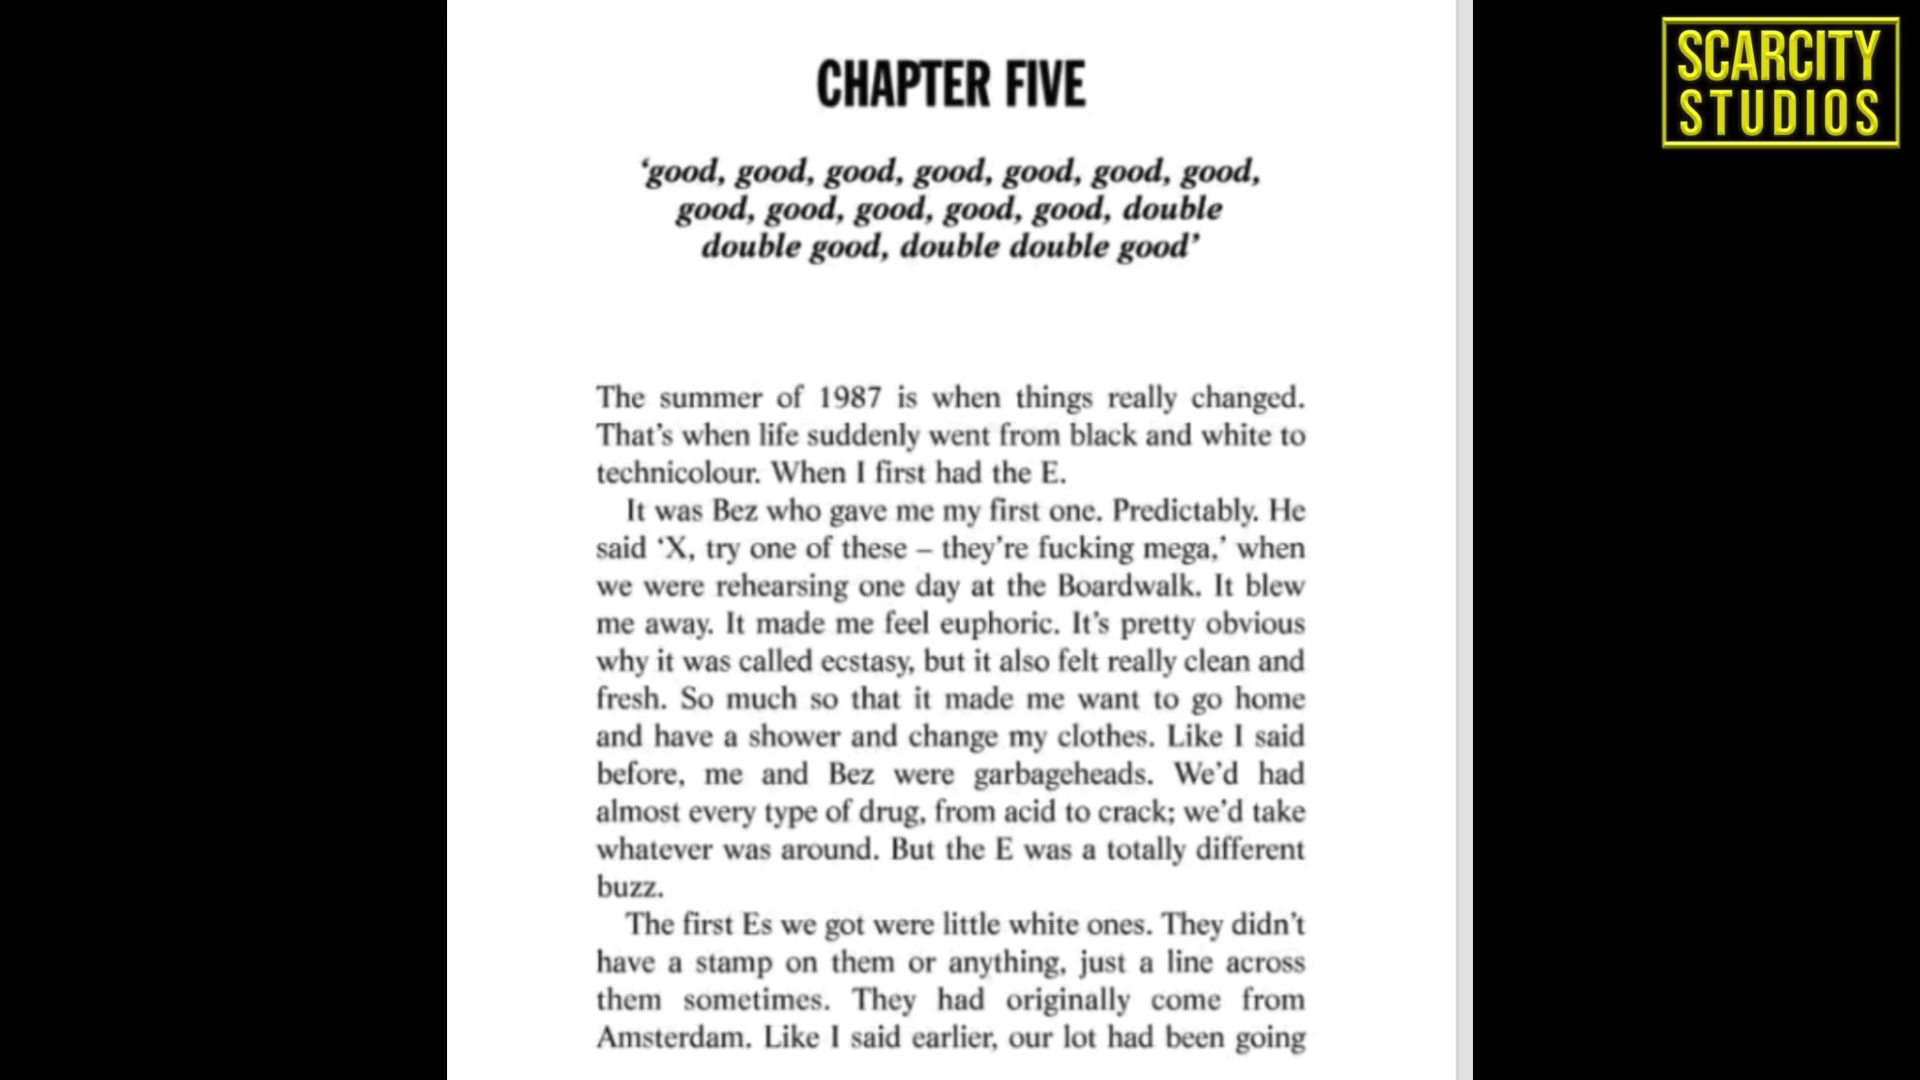 SCARCITY
STUDIOS
CHAPTER FIVE
‘good, good, good, good, good, good, good,
good, good, good, good, good, double
double good, double double good’
The summer of 1987 is when things really changed.
That’s when life suddenly went from black and white to
technicolour. When I first had the E.
It was Bez who gave me my first one. Predictably. He
said ‘X, try one of these – they’re fucking mega,’ when
we were rehearsing one day at the Boardwalk. It blew
me away. It made me feel euphoric. It’s pretty obvious
why it was called ecstasy, but it also felt really clean and
fresh. So much so that it made me want to go home
and have a shower and change my clothes. Like I said
before, me and Bez were garbageheads. We’d had
almost every type of drug, from acid to crack; we’d take
whatever was around. But the E was a totally different
buzz.
The first Es we got were little white ones. They didn’t
have a stamp on them or anything, just a line across
them sometimes. They had originally come from
Amsterdam. Like I said earlier, our lot had been going